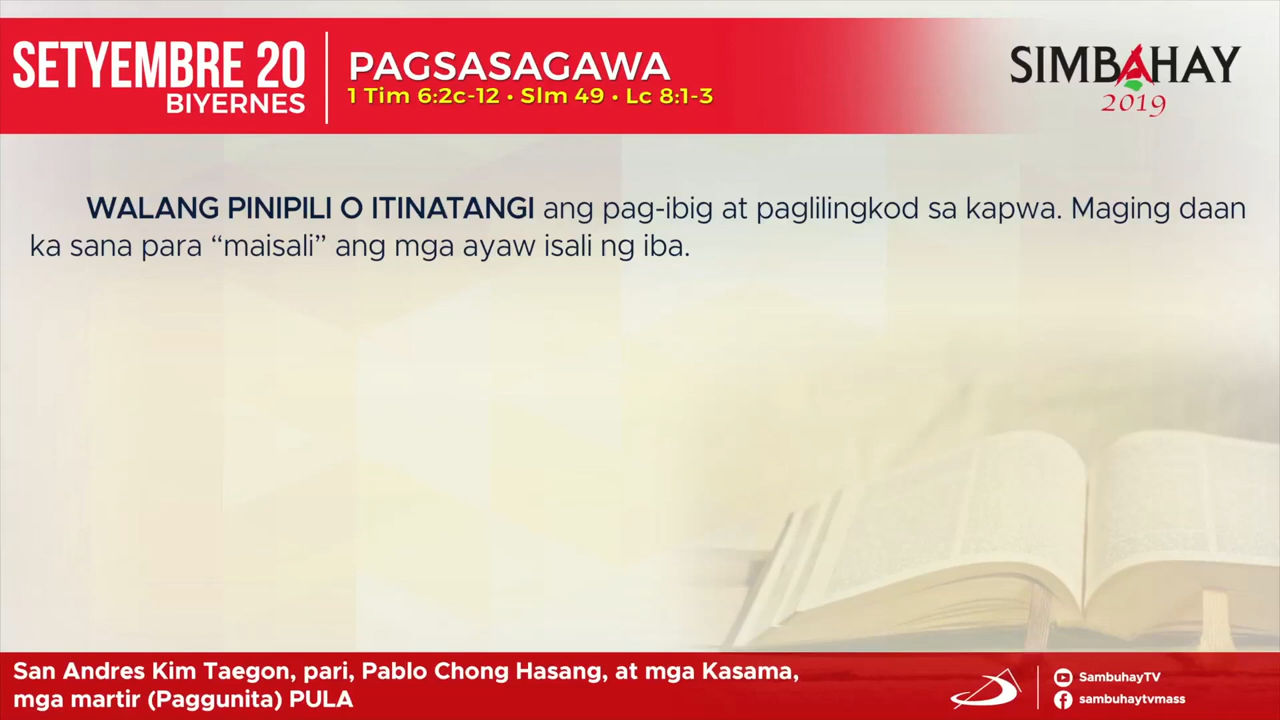 SETYEMBRE 20
BIYERNES
PAGSASAGAWA
1 Tim 6:2c-12 • Slm 49 • Lc 8:1-3
SIMBAHAY
2019
WALANG PINIPILI O ITINATANGI ang pag-ibig at paglilingkod sa kapwa. Maging daan
ka sana para “maisali” ang mga ayaw isali ng iba.
San Andres Kim Taegon, pari, Pablo Chong Hasang, at mga Kasama,
mga martir (Paggunita) PULA
SambuhayTV
sambuhaytvmass